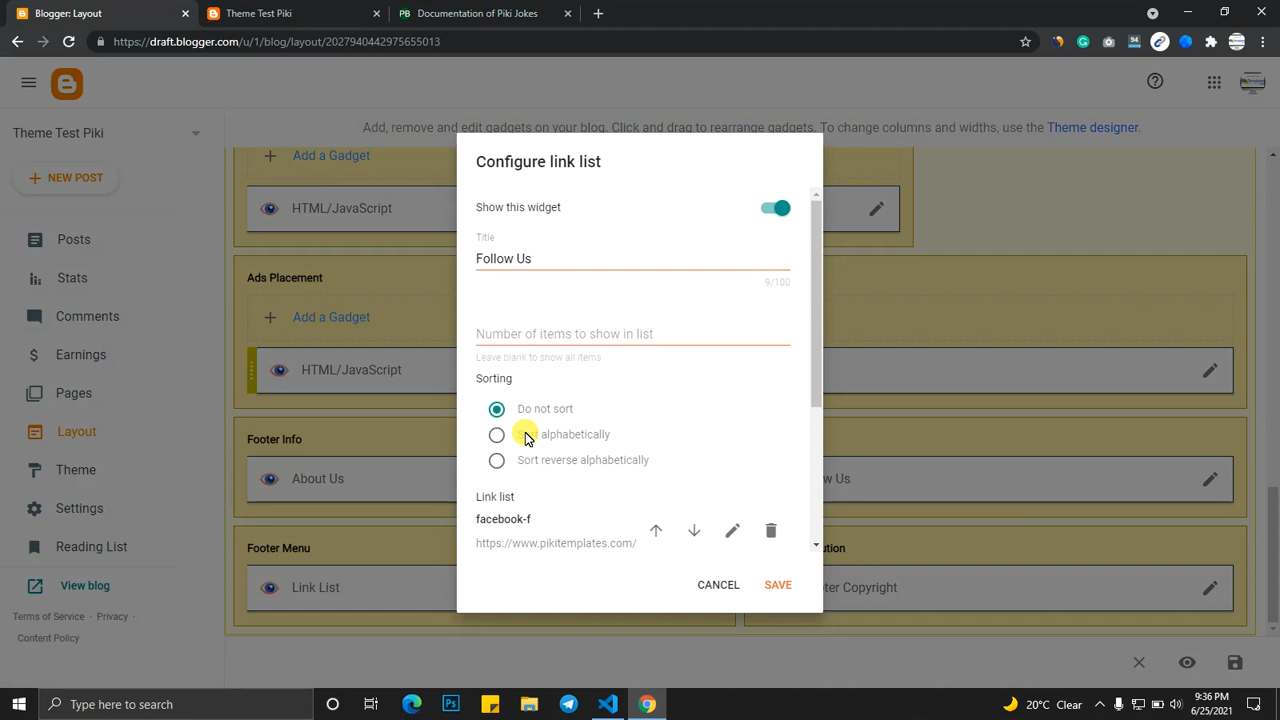 Blogger: Layout
Theme Test Piki
Documentation of Piki Jokes
https://draft.blogger.com/u/1/blog/layout/2027940442975655013
Theme Test Piki
NEW POST
Posts
Stats
Comments
Earnings
Pages
Layout
Theme
Settings
Reading List
View blog
Terms of Service · Privacy ·
Content Policy
Add, remove and edit gadgets on your blog. Click and drag to rearrange gadgets. To change columns and widths, use the Theme designer.
Add a Gadget
HTML/JavaScript
Ads Placement
Add a Gadget
HTML/JavaScript
Footer Info
About Us
Footer Menu
Link List
Configure link list
Show this widget
Title
Follow Us
9/100
Number of items to show in list
Leave blank to show all items
Sorting
Do not sort
alphabetically
Sort reverse alphabetically
Link list
facebook-f
https://www.pikitemplates.com/
CANCEL
SAVE
Us
Copyright
Type here to search
20°C Clear
9:36 PM
6/25/2021